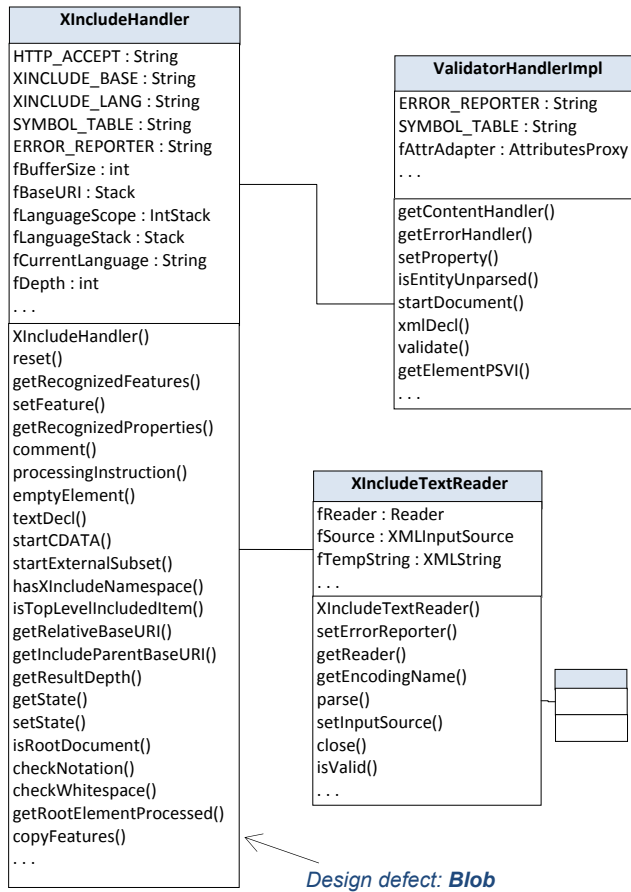 XIncludeHandler
HTTP_ACCEPT : String
XINCLUDE_BASE : String
XINCLUDE_LANG : String
SYMBOL_TABLE : String
ERROR_REPORTER : String
fBufferSize : int
fBaseURI : Stack
fLanguageScope : IntStack
fLanguageStack : Stack
fCurrentLanguage : String
fDepth : int
. . .
XIncludeHandler()
reset()
getRecognizedFeatures()
setFeature()
getRecognizedProperties()
comment()
processingInstruction()
emptyElement()
textDecl()
startCDATA()
startExternalSubset()
hasXIncludeNamespace()
isTopLevelIncludedItem()
getRelativeBaseURI()
getIncludeParentBaseURI()
getResultDepth()
getState()
setState()
isRootDocument()
checkNotation()
checkWhitespace()
getRootElementProcessed()
copyFeatures()
. . .
ValidatorHandlerImpl
ERROR_REPORTER : String
SYMBOL_TABLE : String
fAttrAdapter : AttributesProxy
. . .
getContentHandler()
getErrorHandler()
setProperty()
isEntityUnparsed()
startDocument()
xmlDecl()
validate()
getElementPSVI()
. . .
XIncludeTextReader
fReader : Reader
fSource : XMLInputSource
fTempString : XMLString
. . .
XIncludeTextReader()
setErrorReporter()
getReader()
getEncodingName()
parse()
setInputSource()
close()
isValid()
. . .
Design defect: Blob